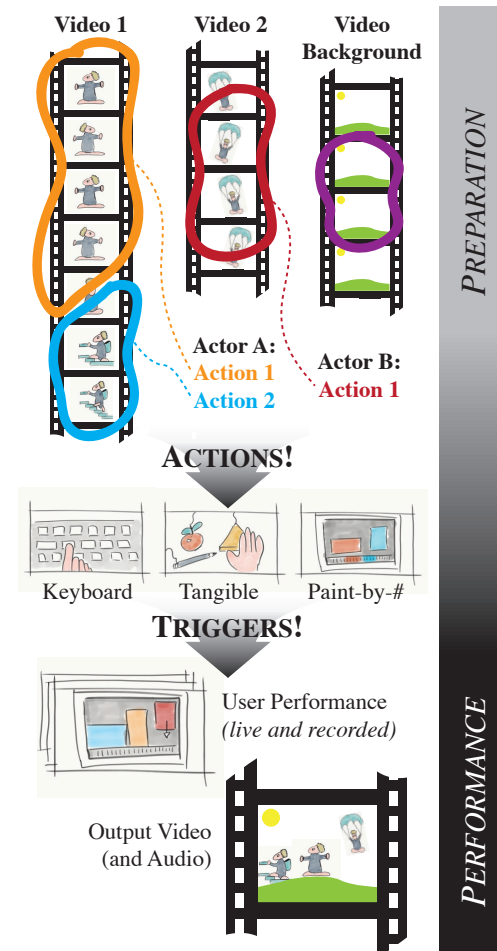 Video 1
Video 2
Video
Background
PREPARATION
Actor A:
Action 1
Action 2
Actor B:
Action 1
ACTIONS!
Keyboard
Tangible
Paint-by-#
TRIGGERS!
User Performance
(live and recorded)
Output Video
(and Audio)
PERFORMANCE